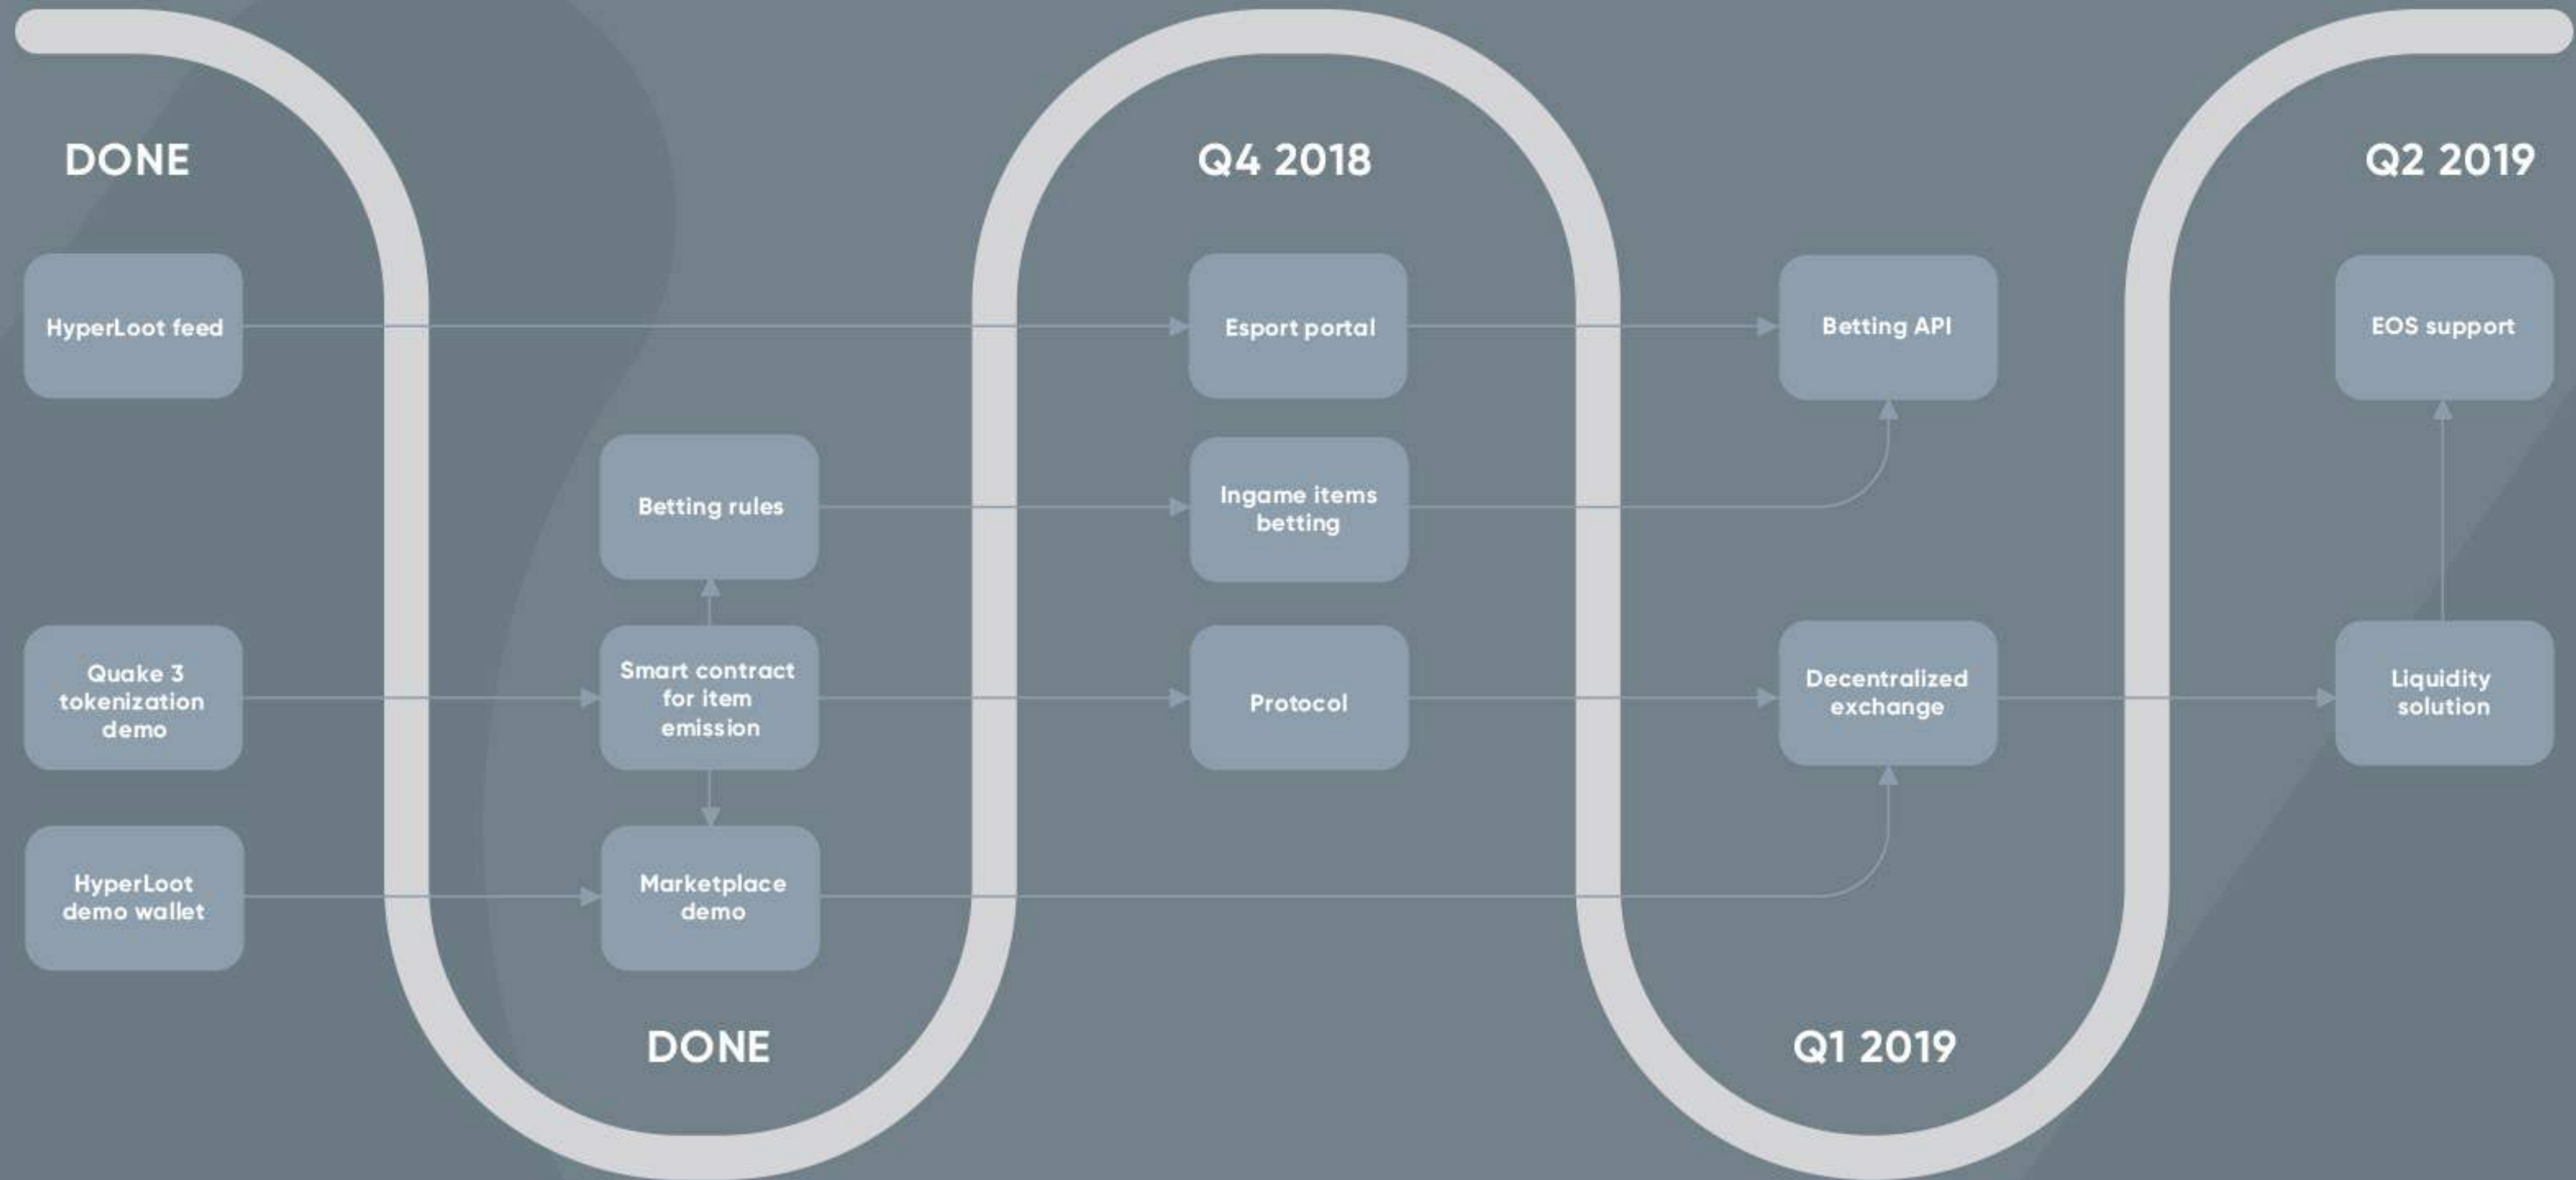 DONE
Q4 2018
Q2 2019
HyperLoot feed
Esport portal
Betting API
EOS support
Betting rules
Ingame items
betting
Quake 3
tokenization
demo
Smart contract
for item
emission
Protocol
Decentralized
exchange
Liquidity
solution
HyperLoot
demo wallet
Marketplace
demo
DONE
Q1 2019